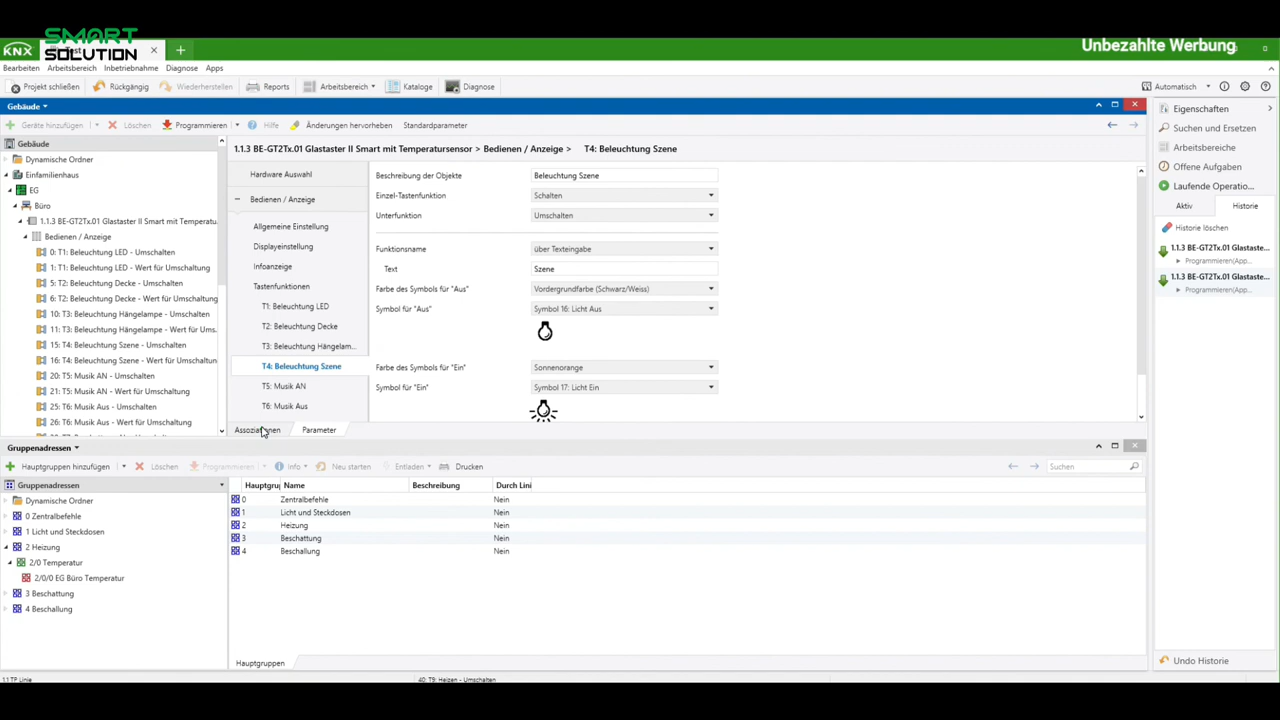 SMART
SOLUTION
Unbezahlte Werbung
KNX
Test
Bearbeiten Arbeitsbereich Inbetriebnahme Diagnose Apps
Projekt schließen Rückgängig Wiederherstellen Reports Arbeitsbereich Kataloge Diagnose Automatisch
Gebäude
Geräte hinzufügen Löschen Programmieren Hilfe Änderungen hervorheben Standardparameter
Gebäude
Dynamische Ordner
Einfamilienhaus
EG
Büro
1.1.3 BE-GT2Tx.01 Glastaster II Smart mit Temperatu...
Bedienen / Anzeige
0: T1: Beleuchtung LED - Umschalten
1: T1: Beleuchtung LED - Wert für Umschaltung
5: T2: Beleuchtung Decke - Umschalten
6: T2: Beleuchtung Decke - Wert für Umschaltung
10: T3: Beleuchtung Hängelampe - Umschalten
11: T3: Beleuchtung Hängelampe - Wert für Ums...
15: T4: Beleuchtung Szene - Umschalten
16: T4: Beleuchtung Szene - Wert für Umschaltung
20: T5: Musik AN - Umschalten
21: T5: Musik AN - Wert für Umschaltung
25: T6: Musik Aus - Umschalten
26: T6: Musik Aus - Wert für Umschaltung
1.1.3 BE-GT2Tx.01 Glastaster II Smart mit Temperatursensor > Bedienen / Anzeige > T4: Beleuchtung Szene
Hardware Auswahl
Bedienen / Anzeige
Allgemeine Einstellung
Displayeinstellung
Infoanzeige
Tastenfunktionen
T1: Beleuchtung LED
T2: Beleuchtung Decke
T3: Beleuchtung Hängelam...
T4: Beleuchtung Szene
T5: Musik AN
T6: Musik Aus
Beschreibung der Objekte Beleuchtung Szene
Einzel-Tastenfunktion Schalten
Unterfunktion Umschalten
Funktionsname über Texteingabe
Text Szene
Farbe des Symbols für "Aus" Vordergrundfarbe (Schwarz/Weiss)
Symbol für "Aus" Symbol 16: Licht Aus
Farbe des Symbols für "Ein" Sonnenorange
Symbol für "Ein" Symbol 17: Licht Ein
Assoziationen Parameter
Eigenschaften
Suchen und Ersetzen
Arbeitsbereiche
Offene Aufgaben
Laufende Operatio...
Aktiv Historie
Historie löschen
1.1.3 BE-GT2Tx.01 Glastaste...
Programmieren(App...
1.1.3 BE-GT2Tx.01 Glastaste...
Programmieren(App...
Undo Historie
Gruppenadressen
Hauptgruppen hinzufügen Löschen Programmieren Info Neu starten Entladen Drucken Suchen
Gruppenadressen
Dynamische Ordner
0 Zentralbefehle
1 Licht und Steckdosen
2 Heizung
2/0 Temperatur
2/0/0 EG Büro Temperatur
3 Beschattung
4 Beschallung
Hauptgru Name Beschreibung Durch Lini
0 Zentralbefehle Nein
1 Licht und Steckdosen Nein
2 Heizung Nein
3 Beschattung Nein
4 Beschallung Nein
Hauptgruppen
1.1 TP Linie 40: T9: Heizen - Umschalten